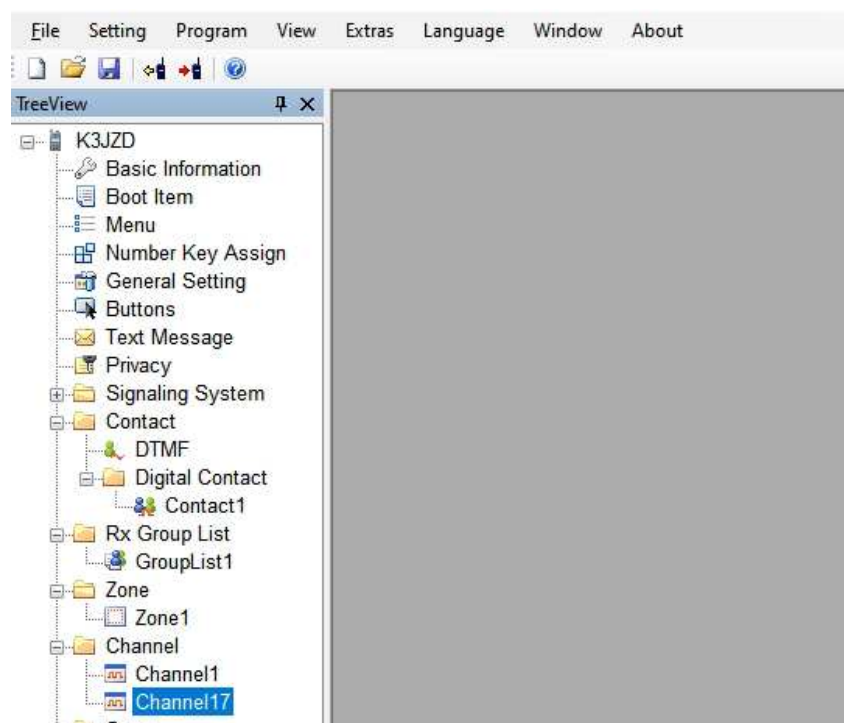 File Setting Program View Extras Language Window About
TreeView
K3JZD
Basic Information
Boot Item
Menu
Number Key Assign
General Setting
Buttons
Text Message
Privacy
Signaling System
Contact
DTMF
Digital Contact
Contact1
Rx Group List
GroupList1
Zone
Zone1
Channel
Channel1
Channel17